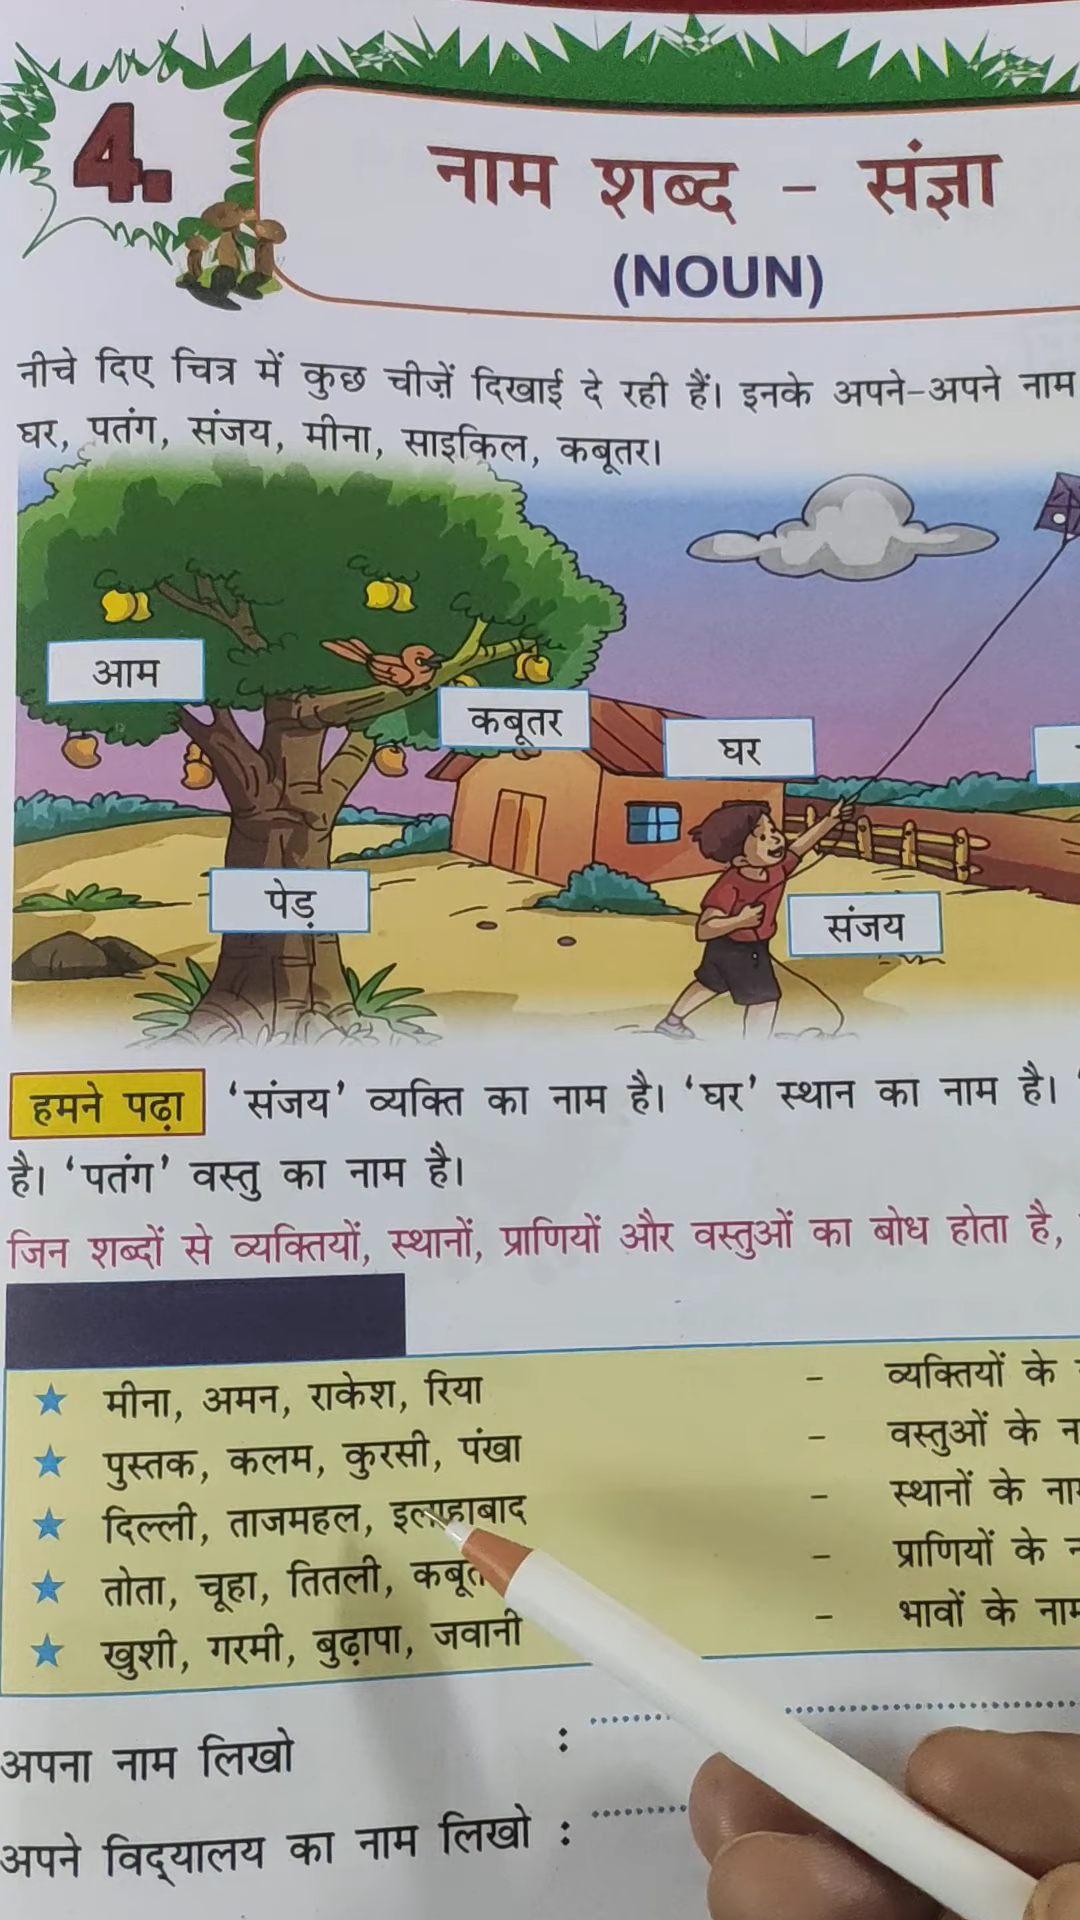 4.
नाम शब्द - संज्ञा
(NOUN)
नीचे दिए चित्र में कुछ चीज़ें दिखाई दे रही हैं। इनके अपने-अपने नाम
घर, पतंग, संजय, मीना, साइकिल, कबूतर।
आम
कबूतर
घर
पेड़
संजय
हमने पढ़ा ‘संजय’ व्यक्ति का नाम है। ‘घर’ स्थान का नाम है। ‘
है। ‘पतंग’ वस्तु का नाम है।
जिन शब्दों से व्यक्तियों, स्थानों, प्राणियों और वस्तुओं का बोध होता है,
★ मीना, अमन, राकेश, रिया - व्यक्तियों के
★ पुस्तक, कलम, कुरसी, पंखा - वस्तुओं के
★ दिल्ली, ताजमहल, इलाहाबाद - स्थानों के नाम
★ तोता, चूहा, तितली, - प्राणियों के
★ खुशी, गरमी, बुढ़ापा, जवानी - भावों के नाम
अपना नाम लिखो :
अपने विद्यालय का नाम लिखो :